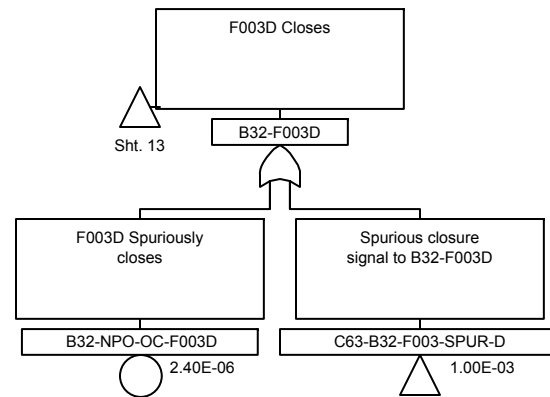 F003D Closes
Sht. 13
B32-F003D
F003D Spuriously
closes
Spurious closure
signal to B32-F003D
B32-NPO-OC-F003D
C63-B32-F003-SPUR-D
2.40E-06
1.00E-03